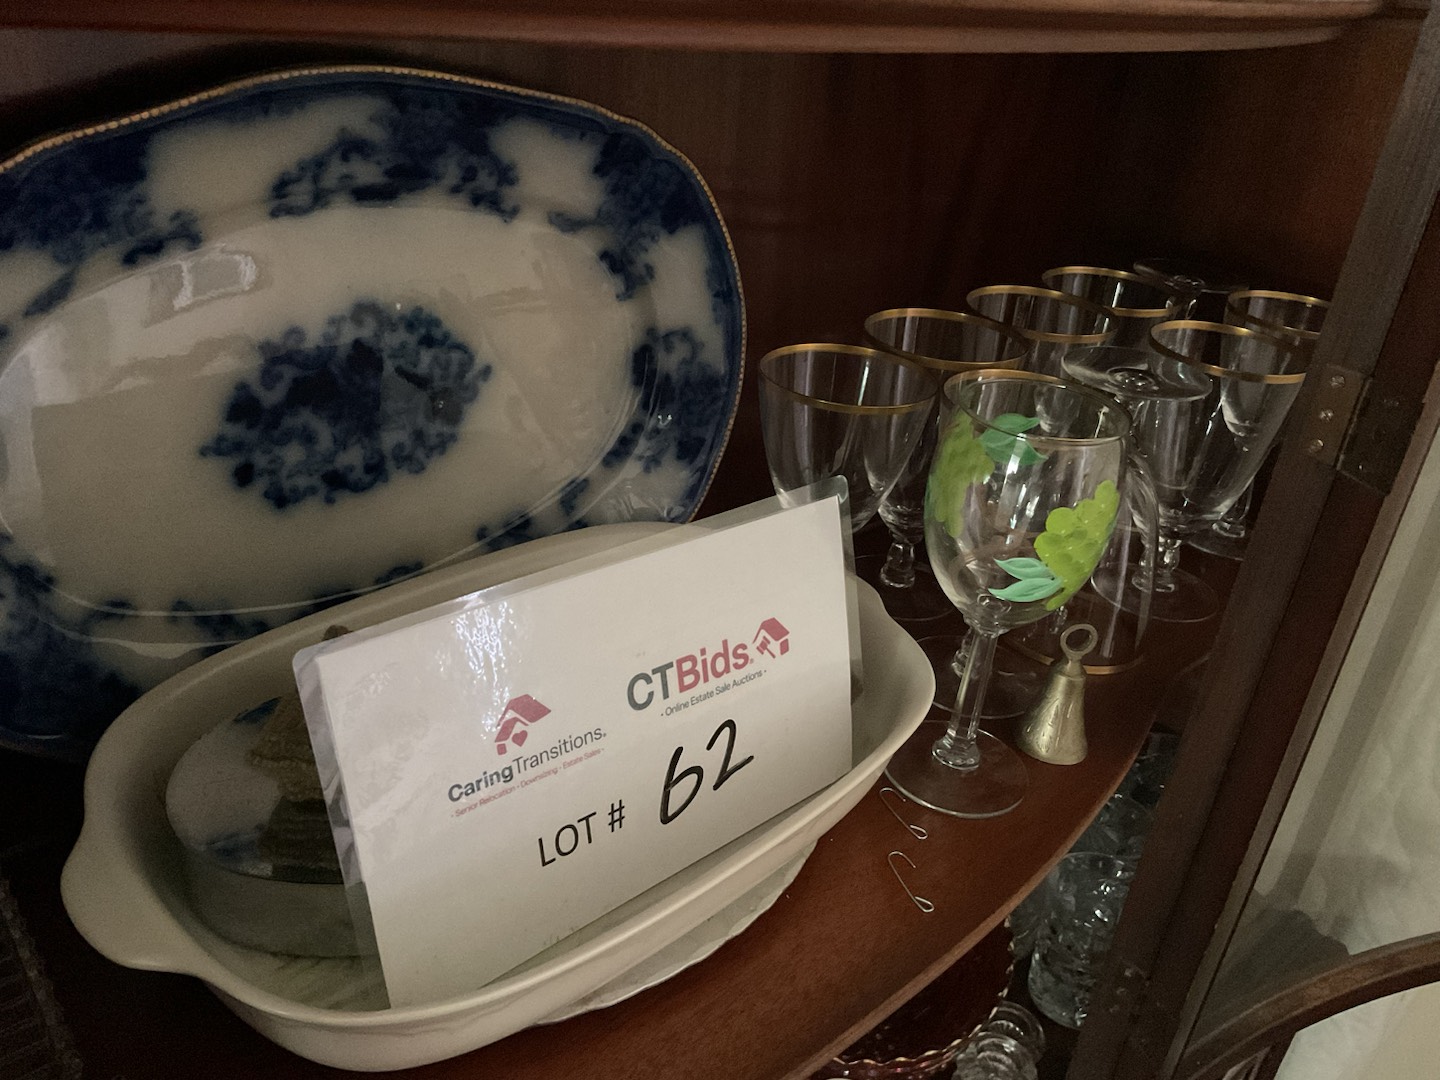 CTBids.
- Online Estate Sale Auctions -
CaringTransitions.
- Senior Relocation - Downsizing - Estate Sales -
LOT # 62